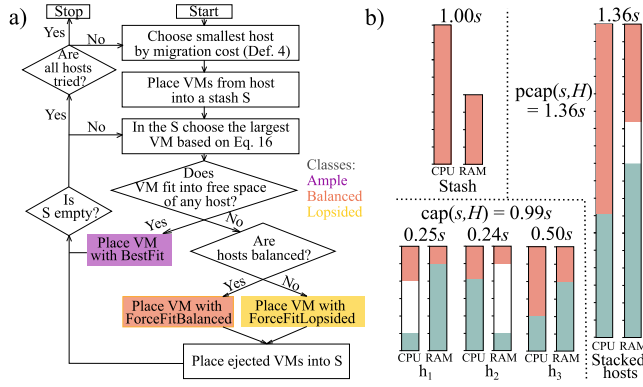 a)
Stop
Start
Yes
No
Choose smallest host
by migration cost (Def. 4)
Are
all hosts
tried?
Place VMs from host
into a stash S
Yes
No
In the S choose the largest
VM based on Eq. 16
Does
VM fit into free space
of any host?
Classes:
Ample
Balanced
Lopsided
Is
S empty?
Yes
No
Place VM
with BestFit
Are
hosts balanced?
Yes
No
Place VM with
ForceFitBalanced
Place VM with
ForceFitLopsided
Place ejected VMs into S
b)
1.00s
1.36s
pcap(s,H)
= 1.36s
CPU
RAM
Stash
cap(s,H) = 0.99s
0.25s
0.24s
0.50s
CPU RAM
h1
CPU RAM
h2
CPU RAM
h3
CPU RAM
Stacked
hosts